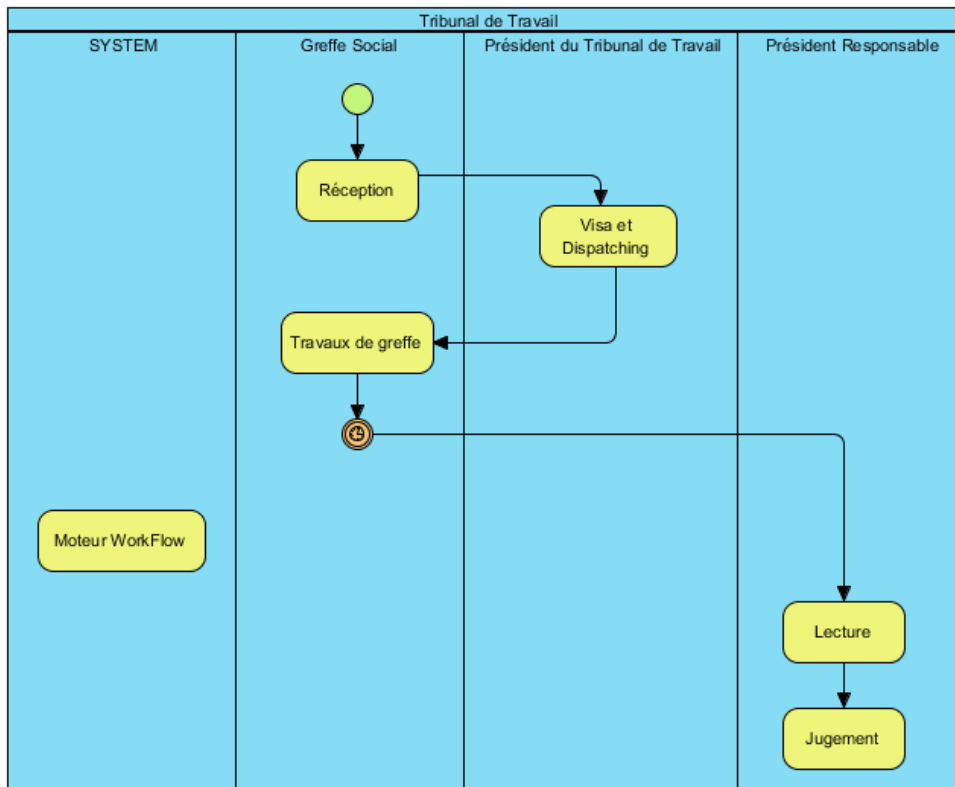 Tribunal de Travail
SYSTEM
Greffe Social
Président du Tribunal de Travail
Président Responsable
Réception
Visa et
Dispatching
Travaux de greffe
Moteur WorkFlow
Lecture
Jugement